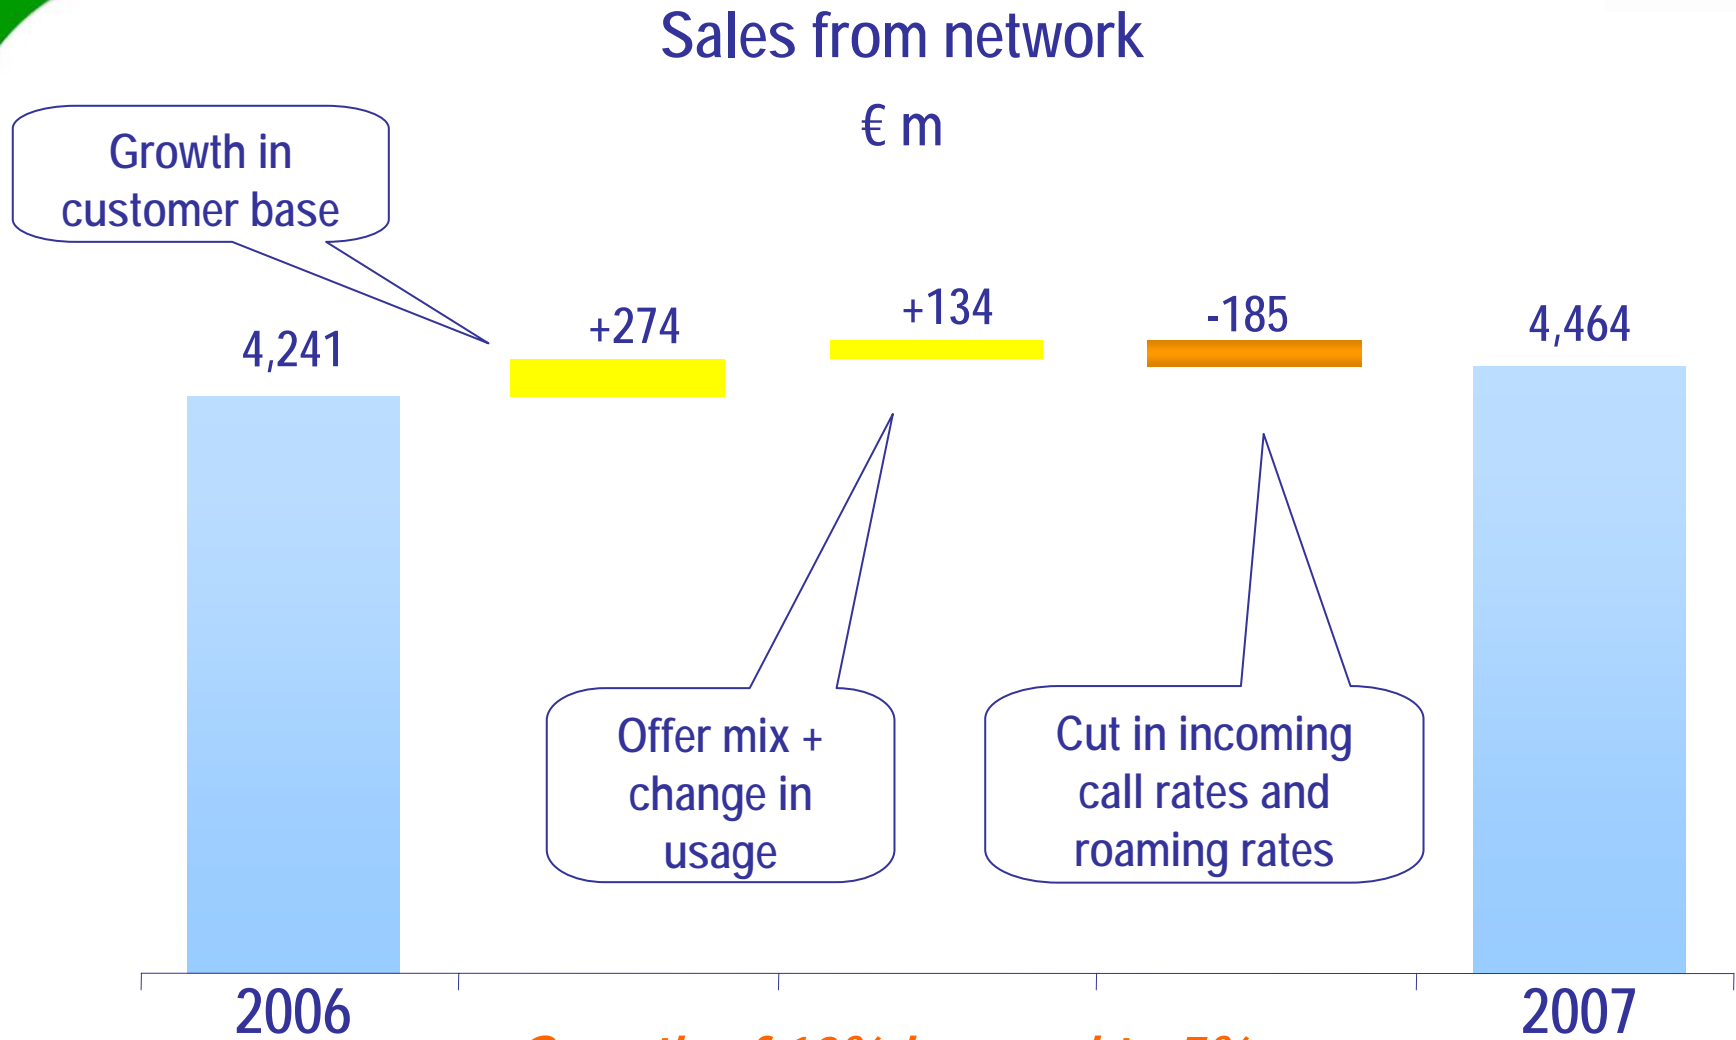 Sales from network
€ m
Growth in
customer base
4,241
+274
+134
-185
4,464
Offer mix +
change in
usage
Cut in incoming
call rates and
roaming rates
2006
2007